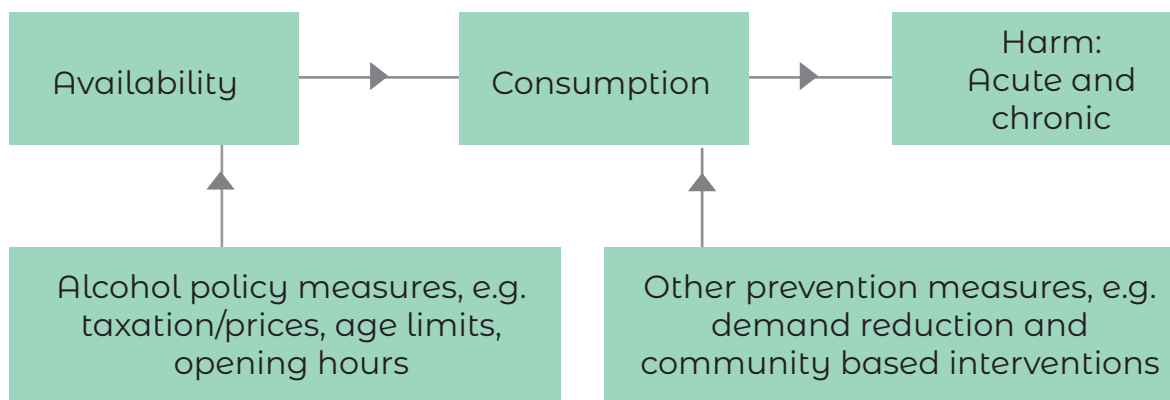 Availability
Consumption
Harm:
Acute and
chronic
Alcohol policy measures, e.g.
taxation/prices, age limits,
opening hours
Other prevention measures, e.g.
demand reduction and
community based interventions